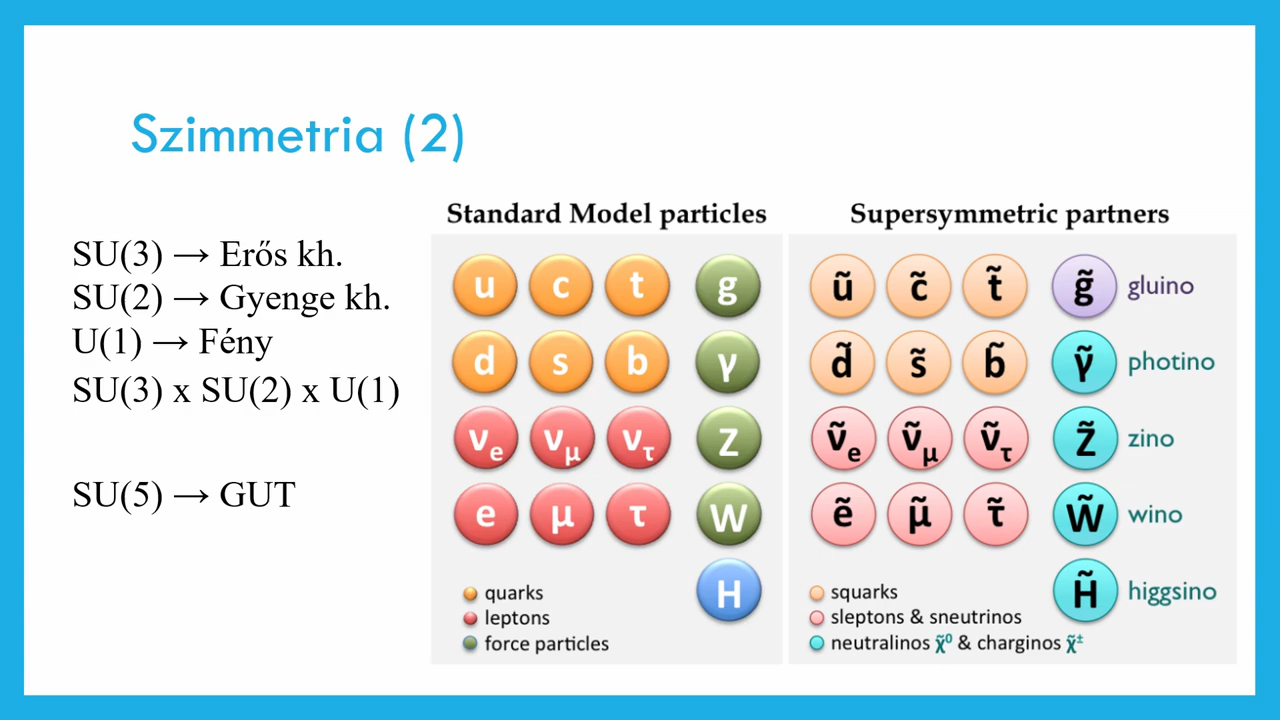 Szimmetria (2)
SU(3) → Erős kh.
SU(2) → Gyenge kh.
U(1) → Fény
SU(3) x SU(2) x U(1)
SU(5) → GUT
Standard Model particles
u c t g
d s b γ
νe νμ ντ Z
e μ τ W
H
quarks
leptons
force particles
Supersymmetric partners
ũ c̃ t̃ g̃ gluino
d̃ s̃ b̃ γ̃ photino
ν̃e ν̃μ ν̃τ Z̃ zino
ẽ μ̃ τ̃ W̃ wino
H̃ higgsino
squarks
sleptons & sneutrinos
neutralinos χ̃⁰ & charginos χ̃±